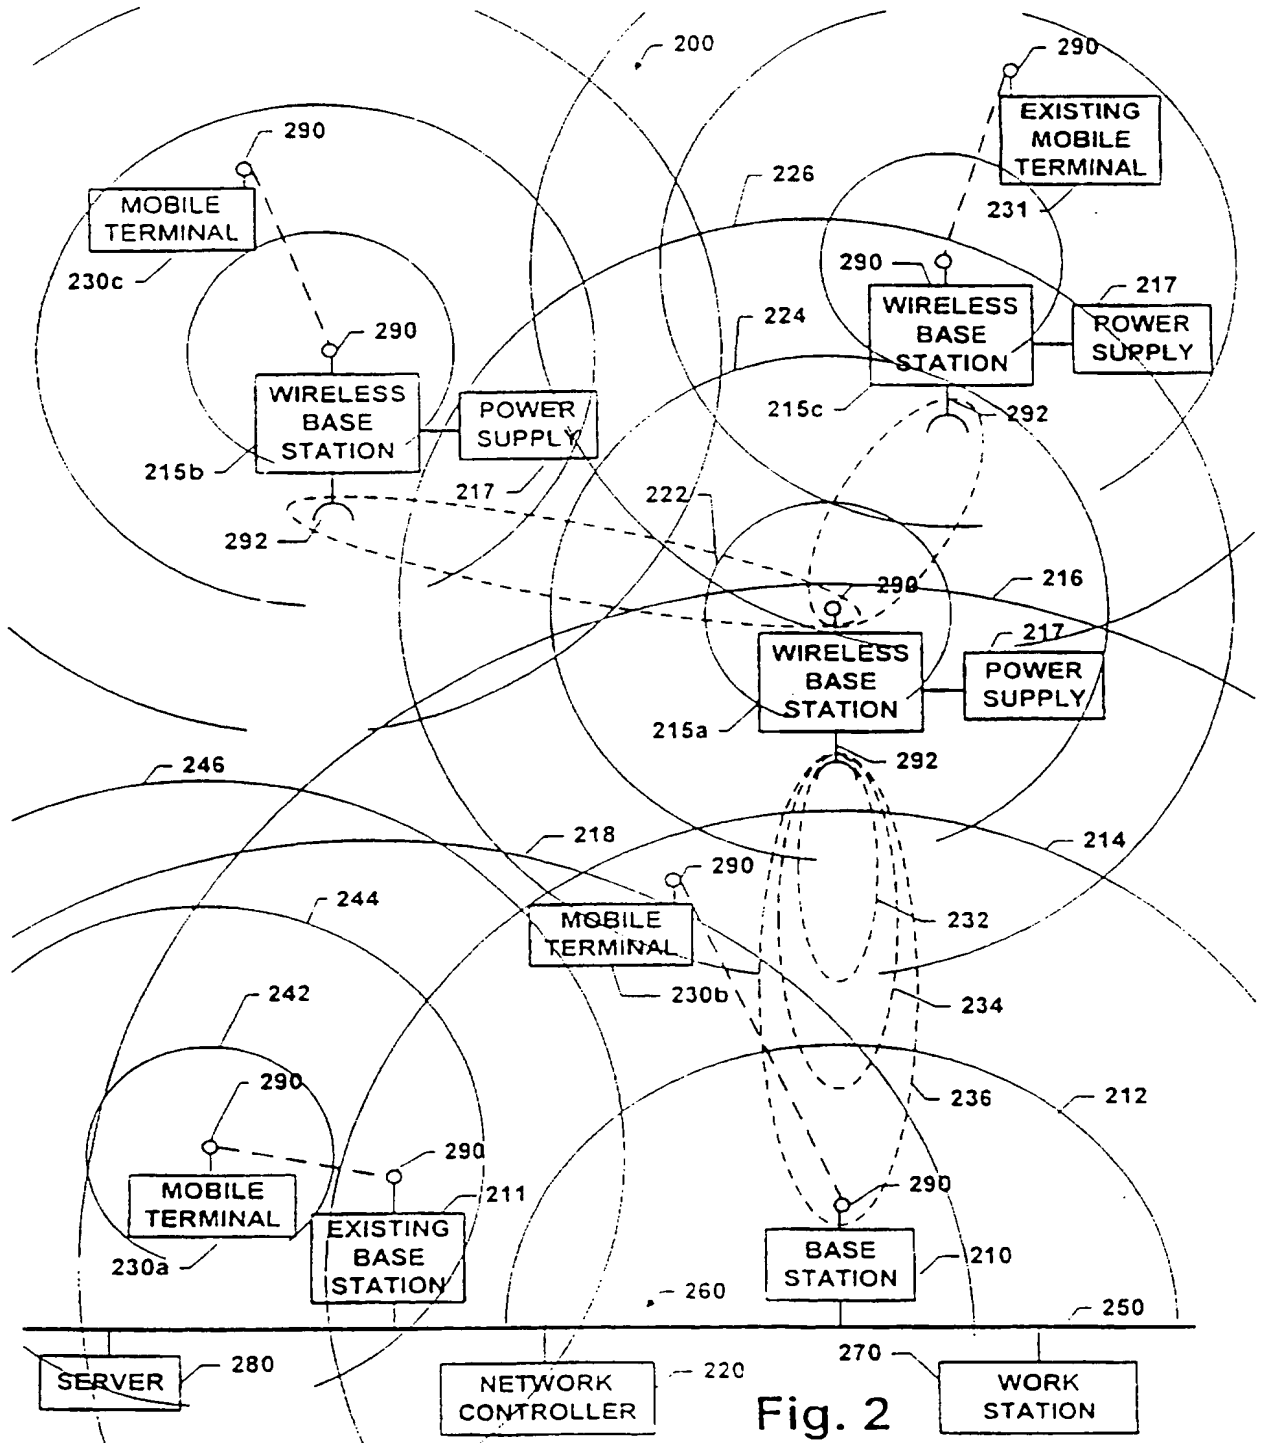 200
290
EXISTING
MOBILE
TERMINAL
231
290
MOBILE
TERMINAL
230c
226
290
WIRELESS
BASE
STATION
215c
217
POWER
SUPPLY
292
224
290
WIRELESS
BASE
STATION
215b
POWER
SUPPLY
217
292
222
290
216
WIRELESS
BASE
STATION
215a
217
POWER
SUPPLY
292
246
218
214
290
MOBILE
TERMINAL
230b
244
232
234
236
212
242
290
MOBILE
TERMINAL
230a
290
211
EXISTING
BASE
STATION
290
BASE
STATION
210
260
250
SERVER
280
NETWORK
CONTROLLER
220
270
WORK
STATION
Fig. 2